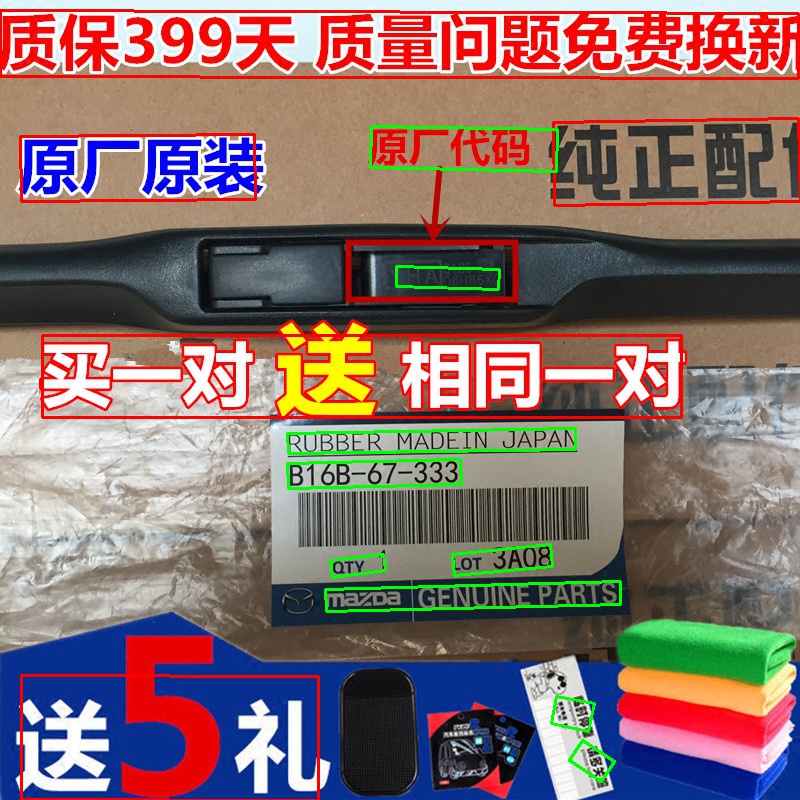 质保399天 质量问题免费换新
原厂代码
原厂原装
纯正配件
买一对 送 相同一对
RUBBER MADEIN JAPAN
B16B-67-333
QTY 1 LOT 3A08
mazda GENUINE PARTS
送5礼